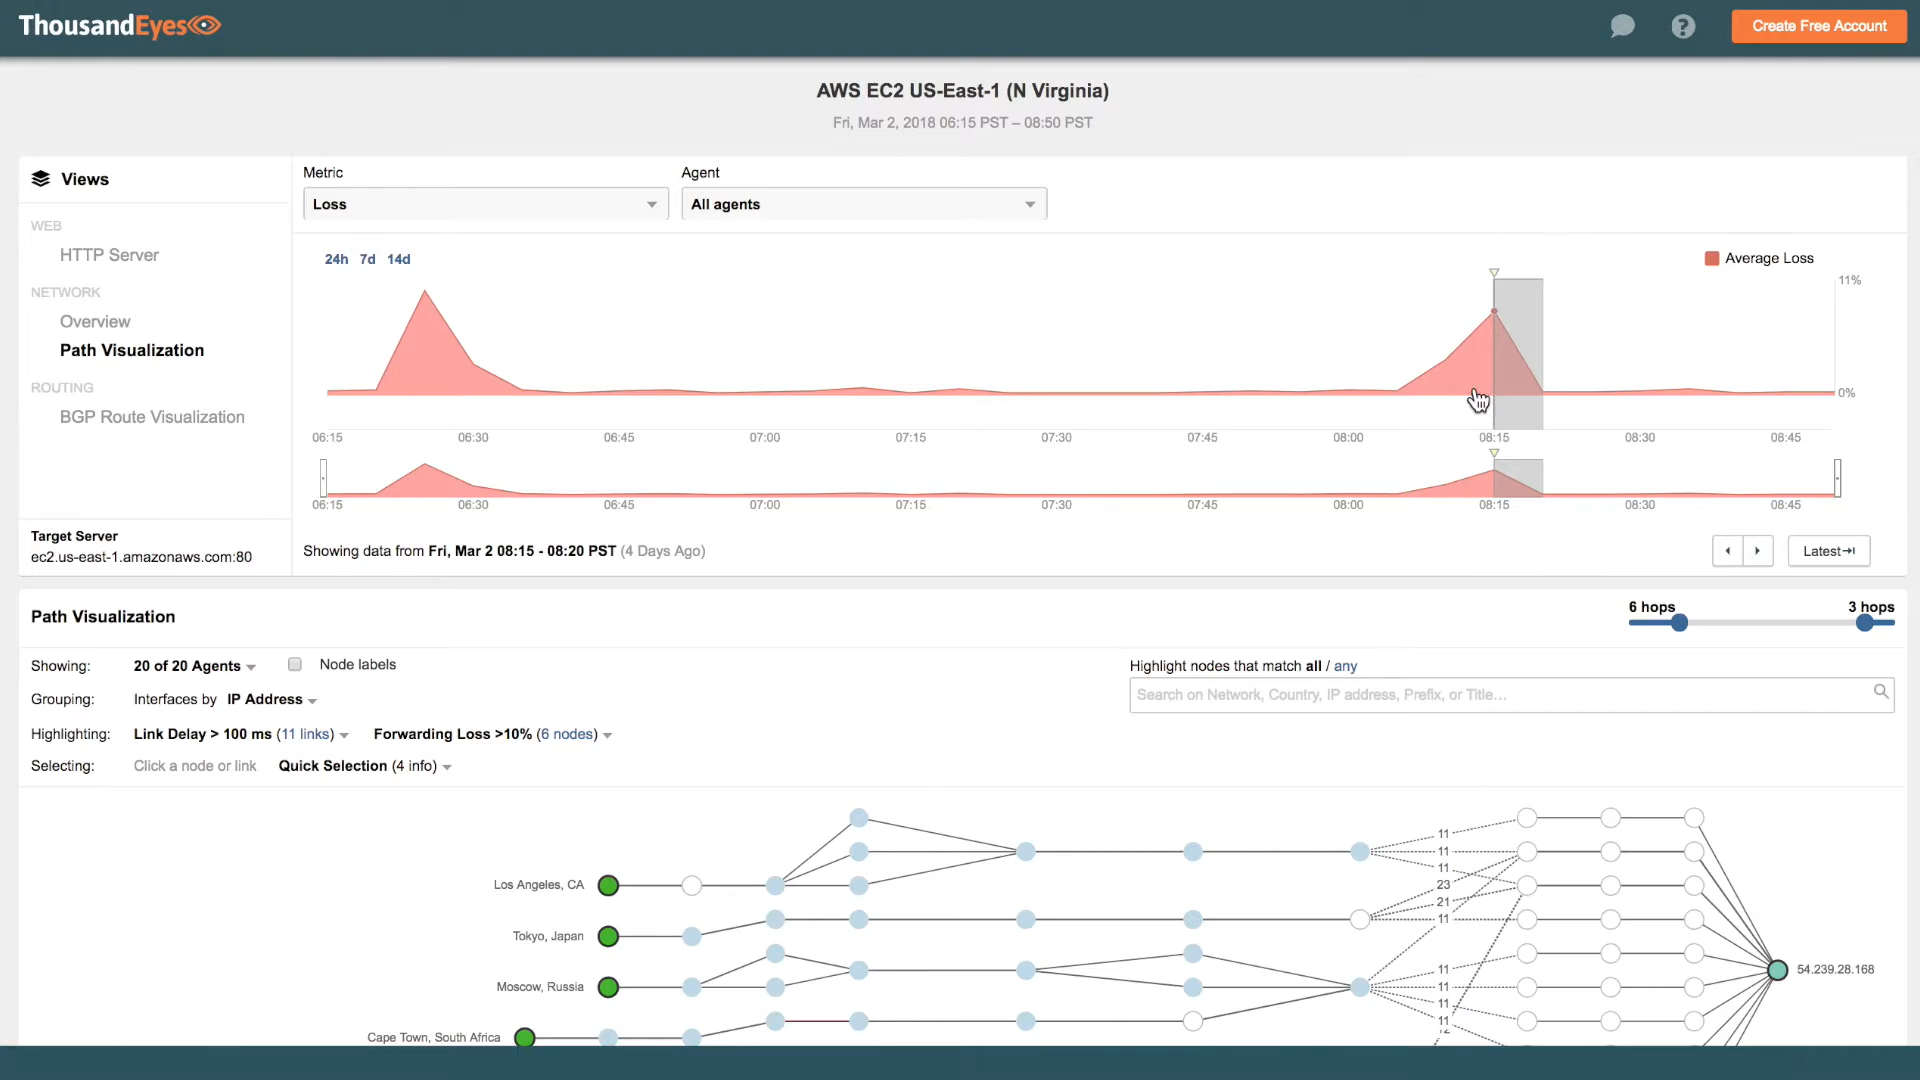 ThousandEyes
Create Free Account
AWS EC2 US-East-1 (N Virginia)
Fri, Mar 2, 2018 06:15 PST – 08:50 PST
Views
WEB
HTTP Server
NETWORK
Overview
Path Visualization
ROUTING
BGP Route Visualization
Target Server
ec2.us-east-1.amazonaws.com:80
Metric
Agent
Loss
All agents
24h 7d 14d
Average Loss
11%
0%
06:15 06:30 06:45 07:00 07:15 07:30 07:45 08:00 08:15 08:30 08:45
06:15 06:30 06:45 07:00 07:15 07:30 07:45 08:00 08:15 08:30 08:45
Showing data from Fri, Mar 2 08:15 - 08:20 PST (4 Days Ago)
Latest
Path Visualization
6 hops
3 hops
Showing: 20 of 20 Agents Node labels
Highlight nodes that match all / any
Search on Network, Country, IP address, Prefix, or Title...
Grouping: Interfaces by IP Address
Highlighting: Link Delay > 100 ms (11 links) Forwarding Loss >10% (6 nodes)
Selecting: Click a node or link Quick Selection (4 info)
11
11
11
Los Angeles, CA
23
21
11
Tokyo, Japan
11
54.239.28.168
Moscow, Russia
11
11
11
Cape Town, South Africa